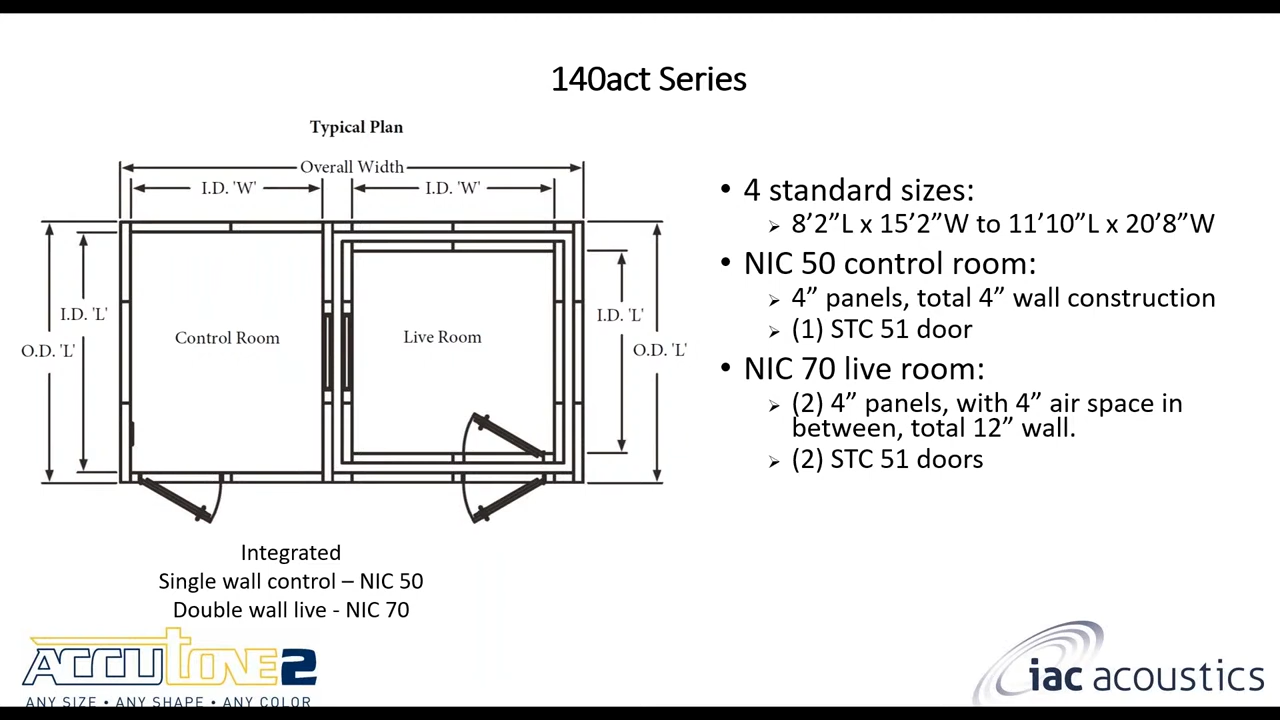 140act Series
Typical Plan
Overall Width
I.D. 'W'
I.D. 'W'
I.D. 'L'
O.D. 'L'
Control Room
Live Room
I.D. 'L'
O.D. 'L'
Integrated
Single wall control – NIC 50
Double wall live - NIC 70
• 4 standard sizes:
➢ 8’2”L x 15’2”W to 11’10”L x 20’8”W
• NIC 50 control room:
➢ 4” panels, total 4” wall construction
➢ (1) STC 51 door
• NIC 70 live room:
➢ (2) 4” panels, with 4” air space in
between, total 12” wall.
➢ (2) STC 51 doors
ACCUTONE2
ANY SIZE • ANY SHAPE • ANY COLOR
iac acoustics